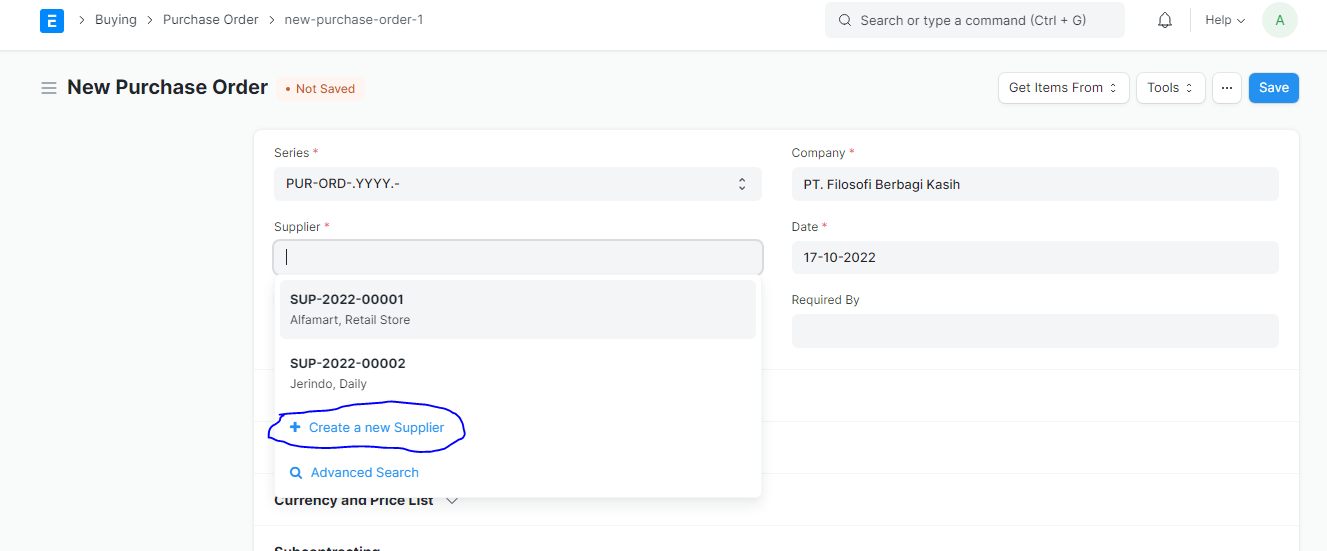 E > Buying > Purchase Order > new-purchase-order-1
Search or type a command (Ctrl + G)
Help
A
New Purchase Order
• Not Saved
Get Items From
Tools
...
Save
Series *
PUR-ORD-.YYYY.-
Company *
PT. Filosofi Berbagi Kasih
Supplier *
Date *
17-10-2022
SUP-2022-00001
Alfamart, Retail Store
Required By
SUP-2022-00002
Jerindo, Daily
+ Create a new Supplier
Advanced Search
Currency and Price List
Subcontracting